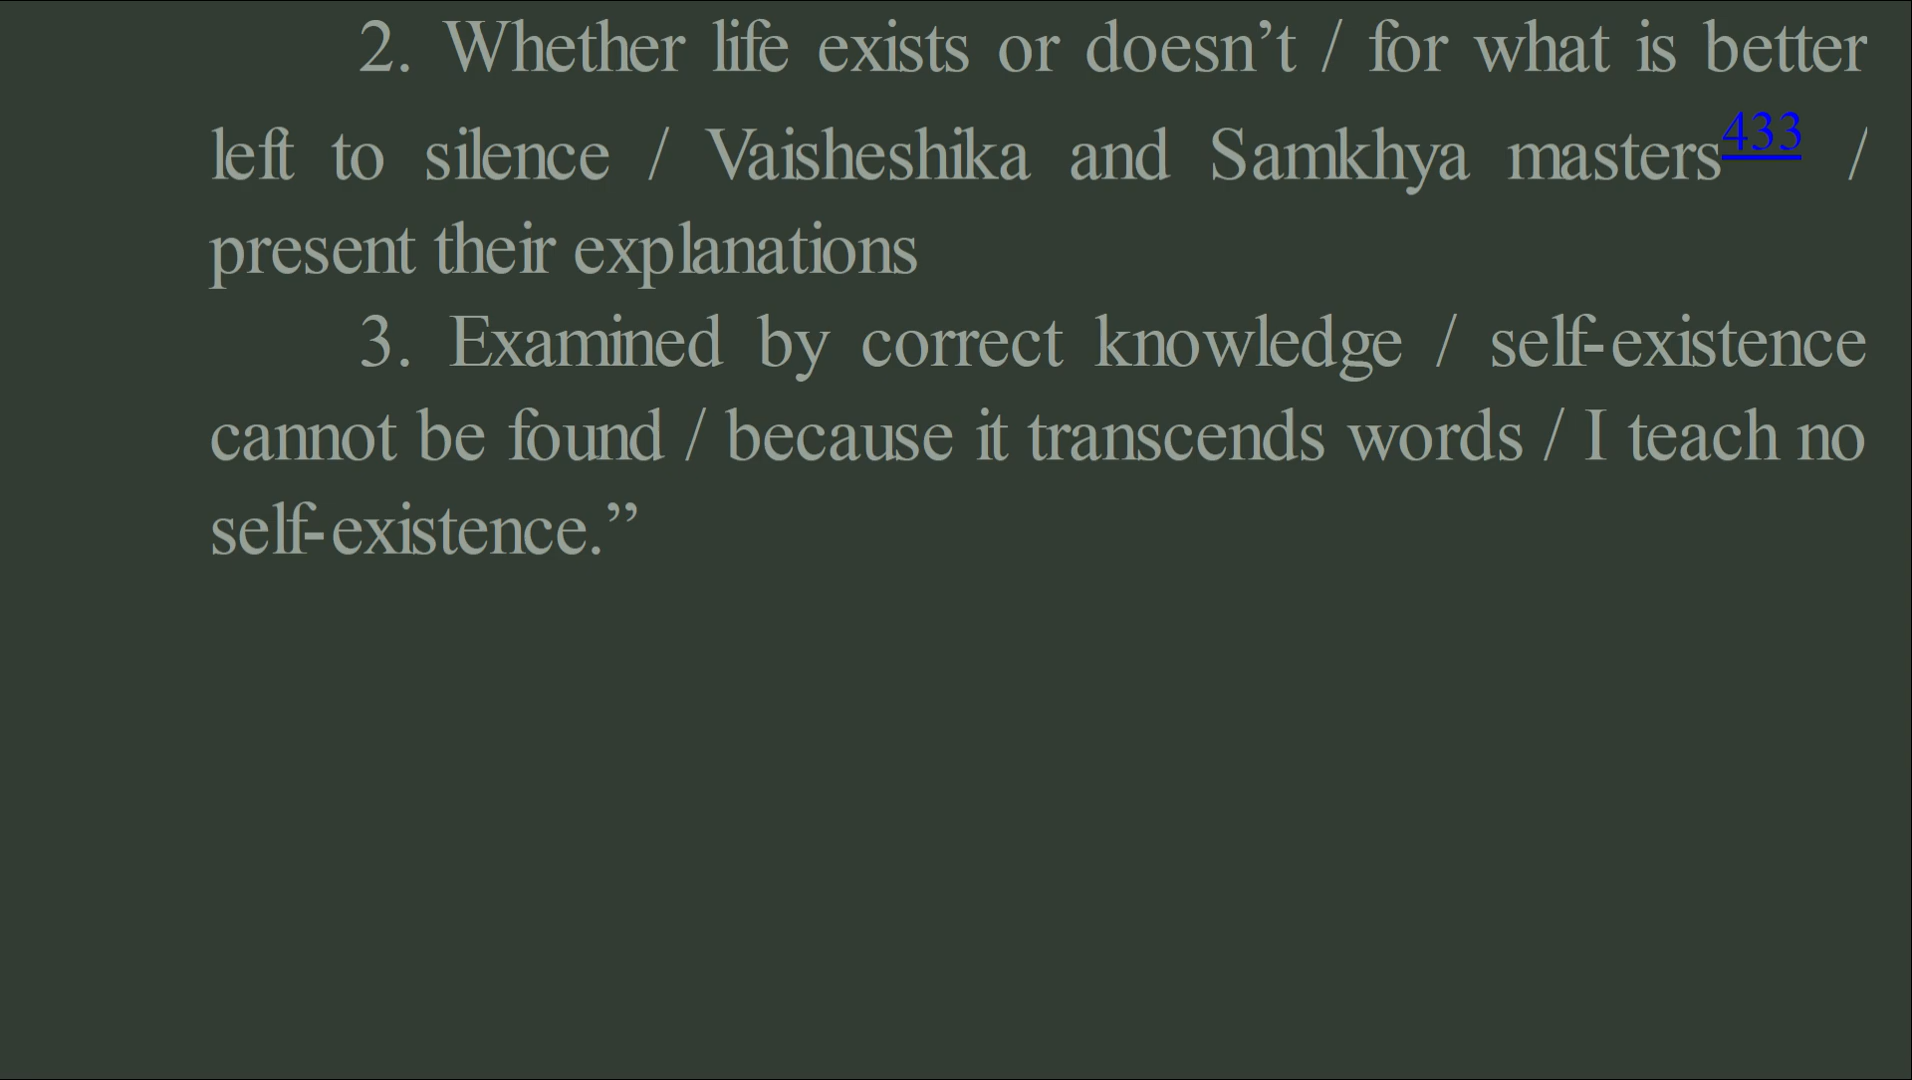 2. Whether life exists or doesn’t / for what is better
left to silence / Vaisheshika and Samkhya masters433 /
present their explanations
3. Examined by correct knowledge / self-existence
cannot be found / because it transcends words / I teach no
self-existence.”